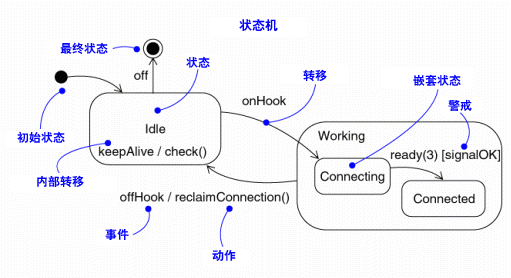 状态机
最终状态
off
状态
转移
嵌套状态
警戒
onHook
初始状态
Idle
keepAlive / check()
Working
ready(3) [signalOK]
Connecting
内部转移
offHook / reclaimConnection()
Connected
事件
动作